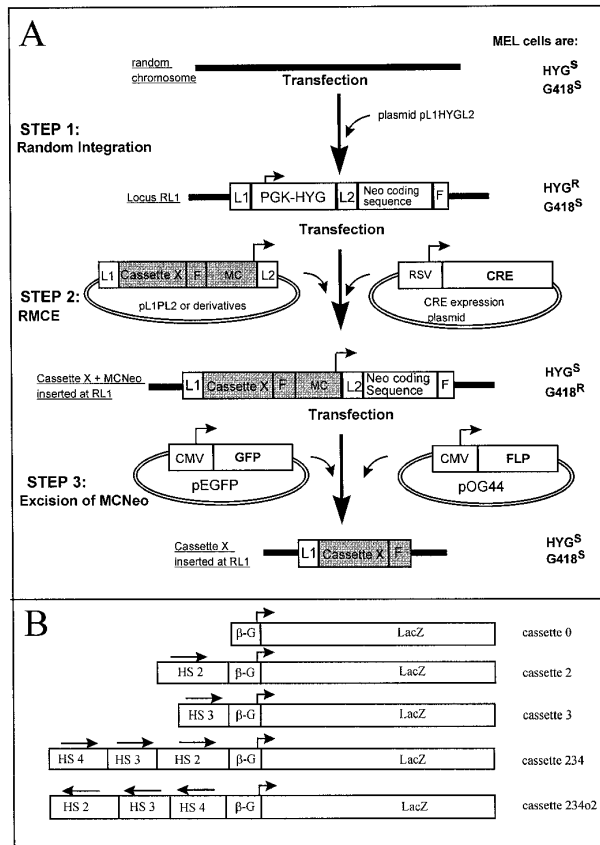 A
MEL cells are:
random
chromosome
Transfection
HYG^S
G418^S
STEP 1:
Random Integration
plasmid pL1HYGL2
Locus RL1
L1 PGK-HYG L2 Neo coding sequence F
HYG^R
G418^S
Transfection
L1 Cassette X F MC L2
pL1PL2 or derivatives
RSV CRE
CRE expression
plasmid
STEP 2:
RMCE
Cassette X + MCNeo
inserted at RL1
L1 Cassette X F MC L2 Neo coding Sequence F
HYG^S
G418^R
Transfection
CMV GFP
pEGFP
CMV FLP
pOG44
STEP 3:
Excision of MCNeo
Cassette X
inserted at RL1
L1 Cassette X F
HYG^S
G418^S
B
β-G LacZ cassette 0
HS 2 β-G LacZ cassette 2
HS 3 β-G LacZ cassette 3
HS 4 HS 3 HS 2 β-G LacZ cassette 234
HS 2 HS 3 HS 4 β-G LacZ cassette 234o2